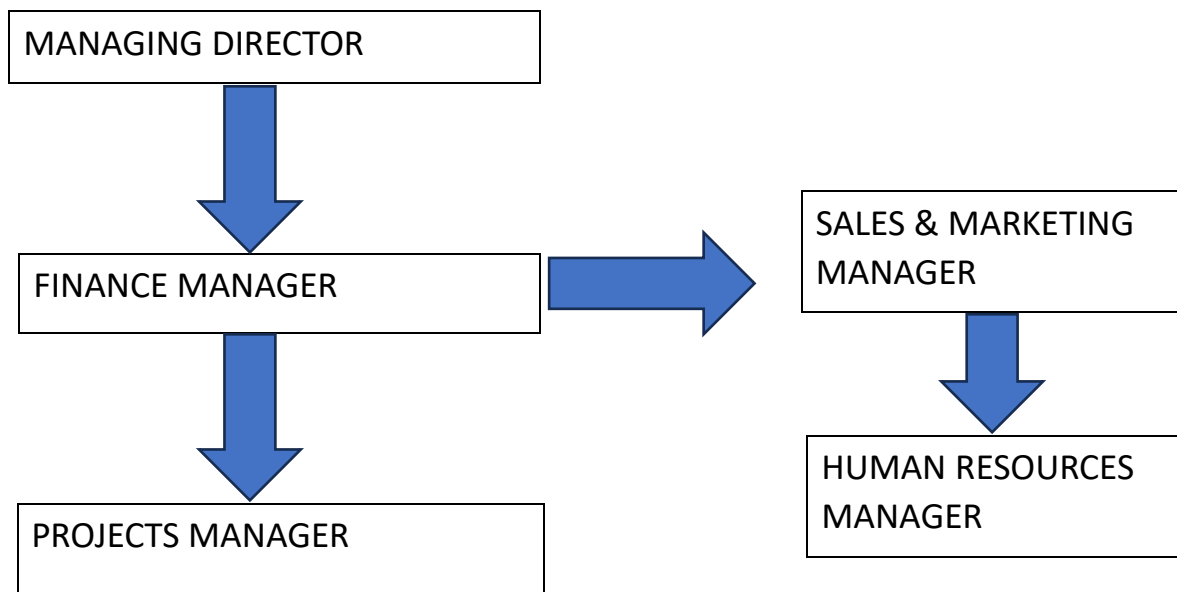 MANAGING DIRECTOR
FINANCE MANAGER
SALES & MARKETING
MANAGER
PROJECTS MANAGER
HUMAN RESOURCES
MANAGER